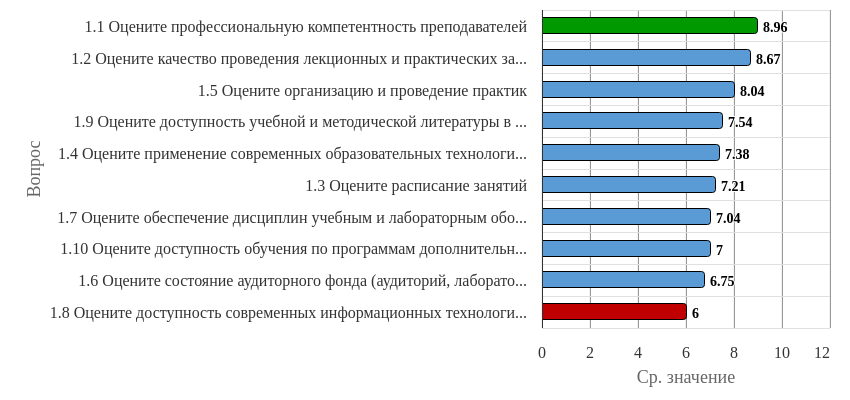 1.1 Оцените профессиональную компетентность преподавателей 8.96
1.2 Оцените качество проведения лекционных и практических за... 8.67
1.5 Оцените организацию и проведение практик 8.04
1.9 Оцените доступность учебной и методической литературы в ... 7.54
1.4 Оцените применение современных образовательных технологи... 7.38
1.3 Оцените расписание занятий 7.21
1.7 Оцените обеспечение дисциплин учебным и лабораторным обо... 7.04
1.10 Оцените доступность обучения по программам дополнительн... 7
1.6 Оцените состояние аудиторного фонда (аудиторий, лаборато... 6.75
1.8 Оцените доступность современных информационных технологи... 6
Вопрос
0 2 4 6 8 10 12
Ср. значение